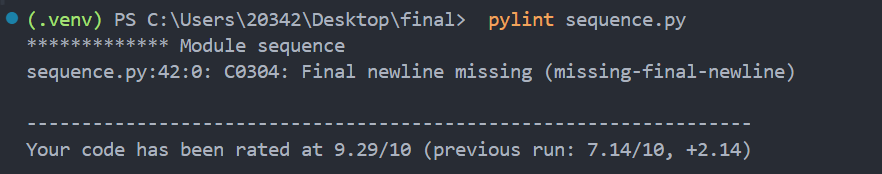 (.venv) PS C:\Users\20342\Desktop\final> pylint sequence.py
************* Module sequence
sequence.py:42:0: C0304: Final newline missing (missing-final-newline)
------------------------------------------------------------------
Your code has been rated at 9.29/10 (previous run: 7.14/10, +2.14)